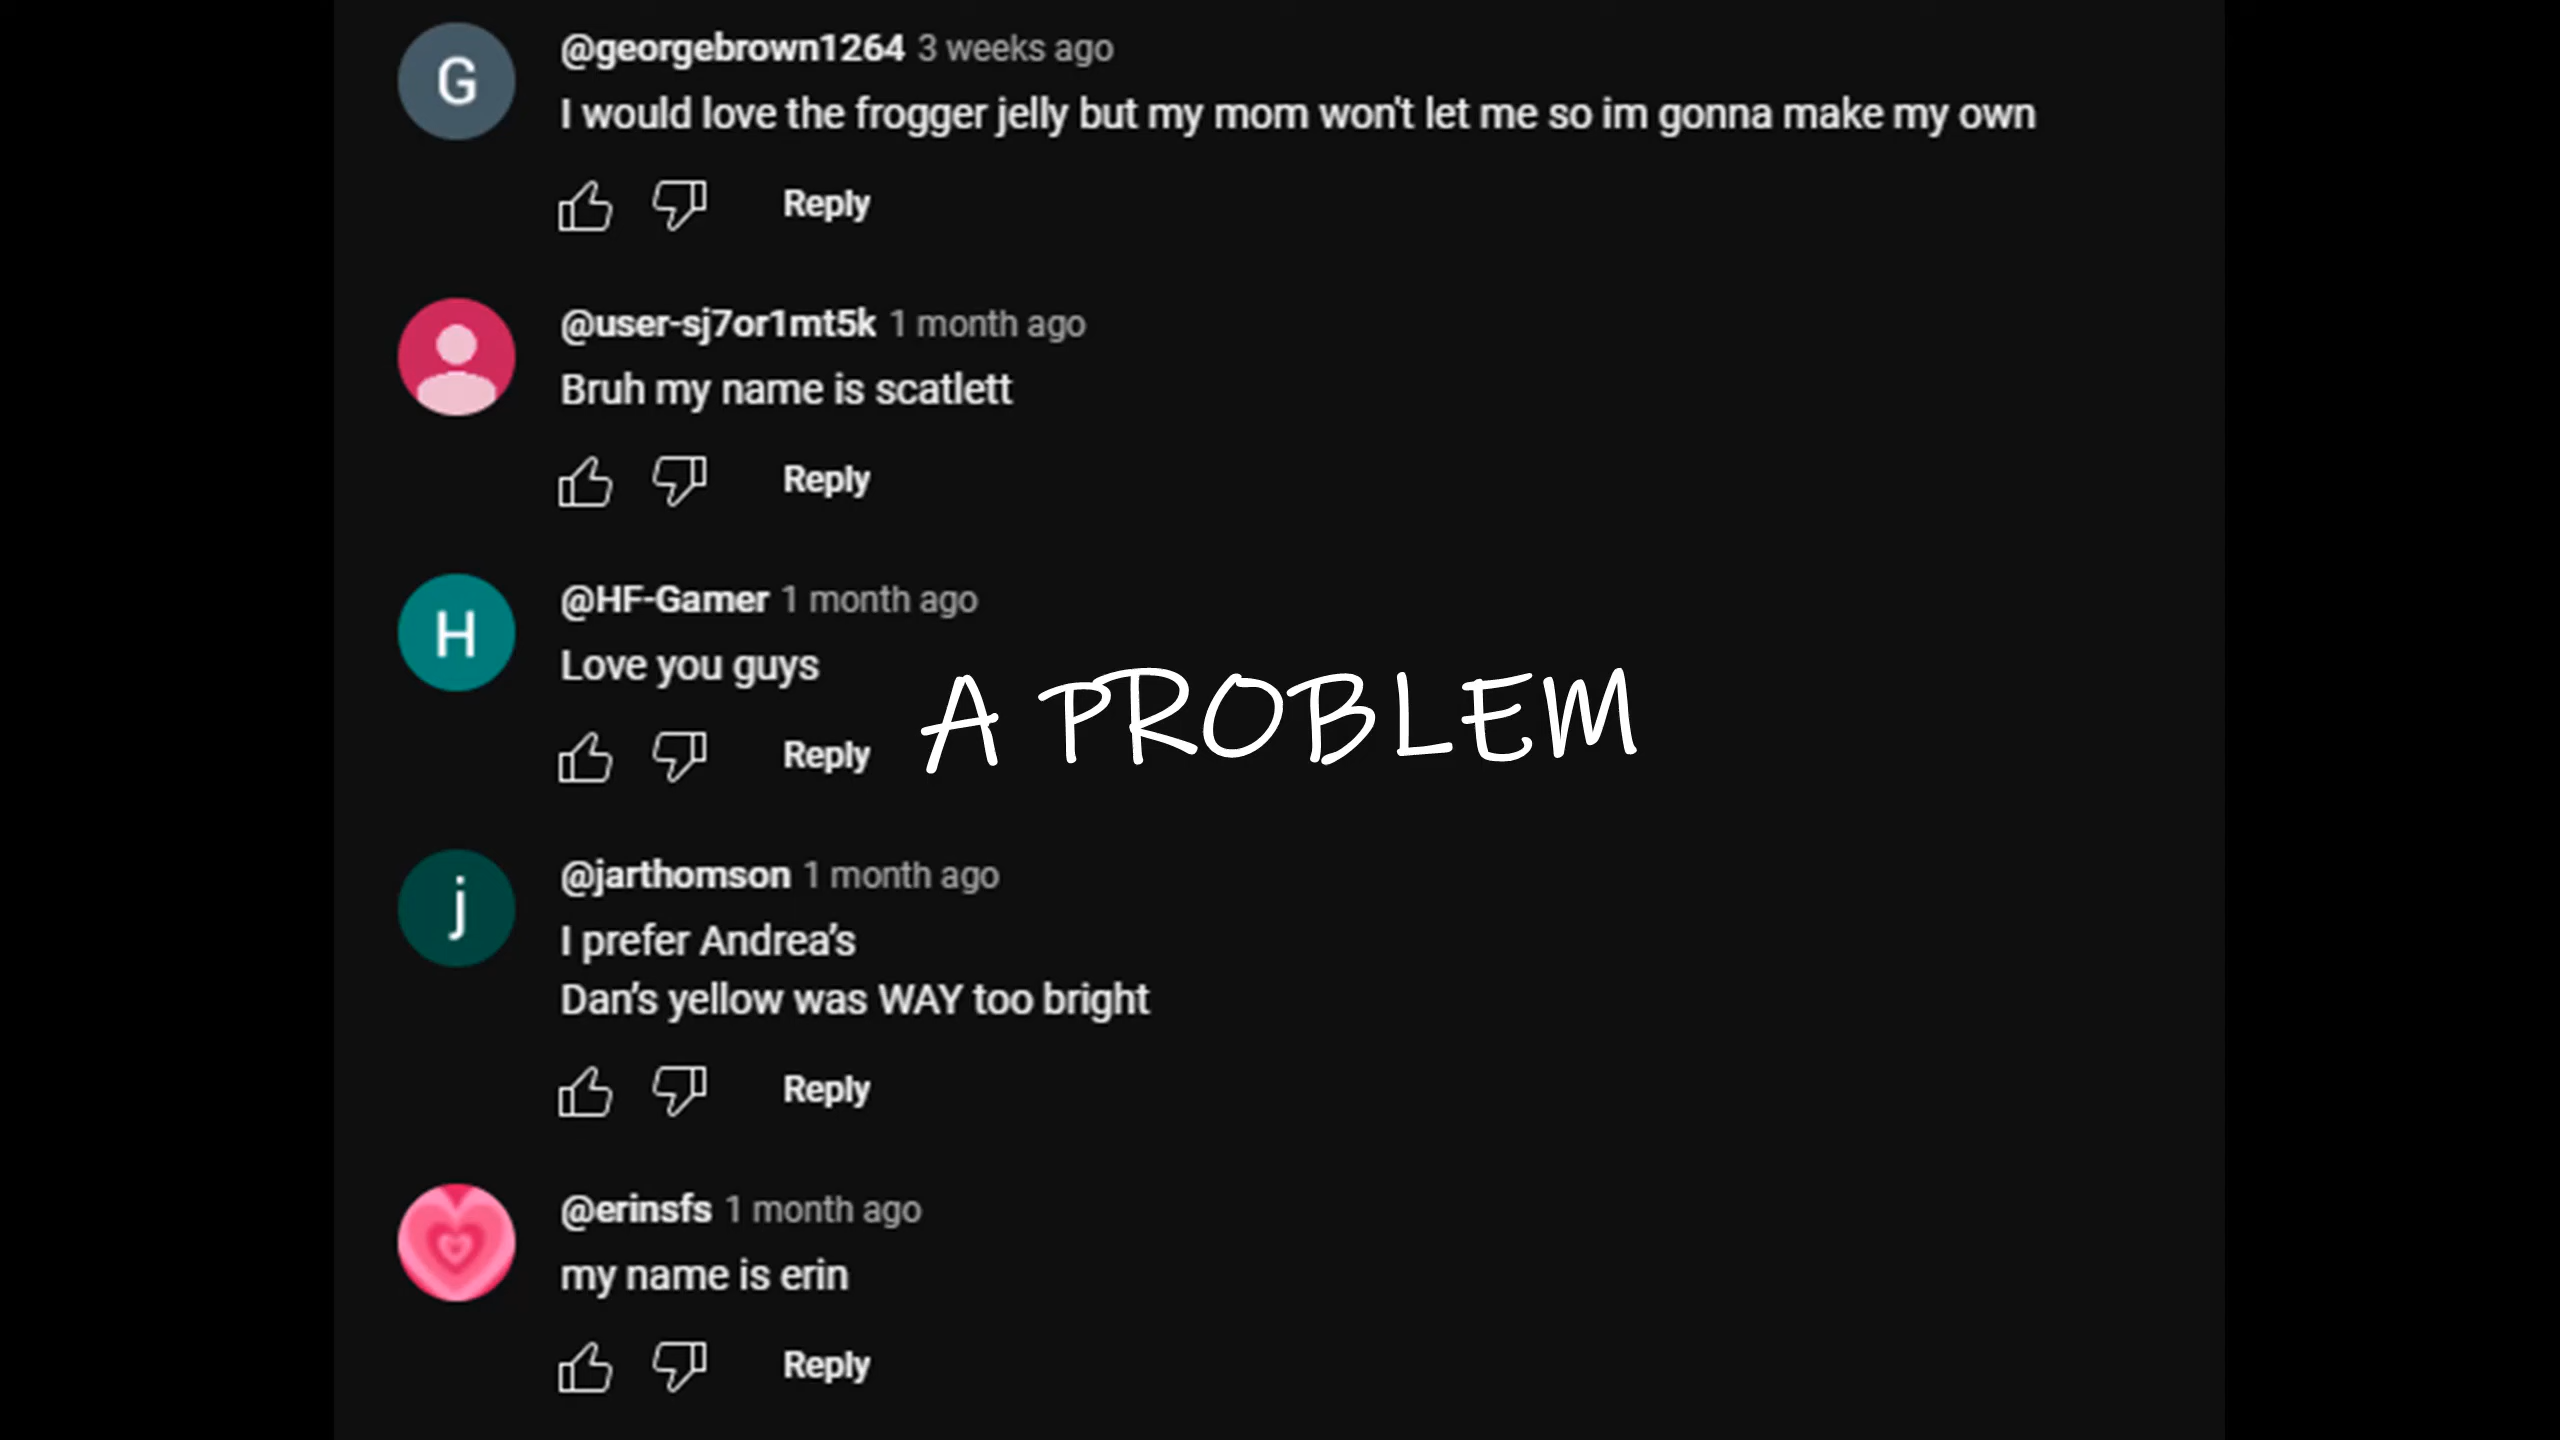 G
@georgebrown1264 3 weeks ago
I would love the frogger jelly but my mom won't let me so im gonna make my own
Reply
@user-sj7or1mt5k 1 month ago
Bruh my name is scatlett
Reply
H
@HF-Gamer 1 month ago
Love you guys
A PROBLEM
Reply
j
@jarthomson 1 month ago
I prefer Andrea’s
Dan’s yellow was WAY too bright
Reply
@erinsfs 1 month ago
my name is erin
Reply